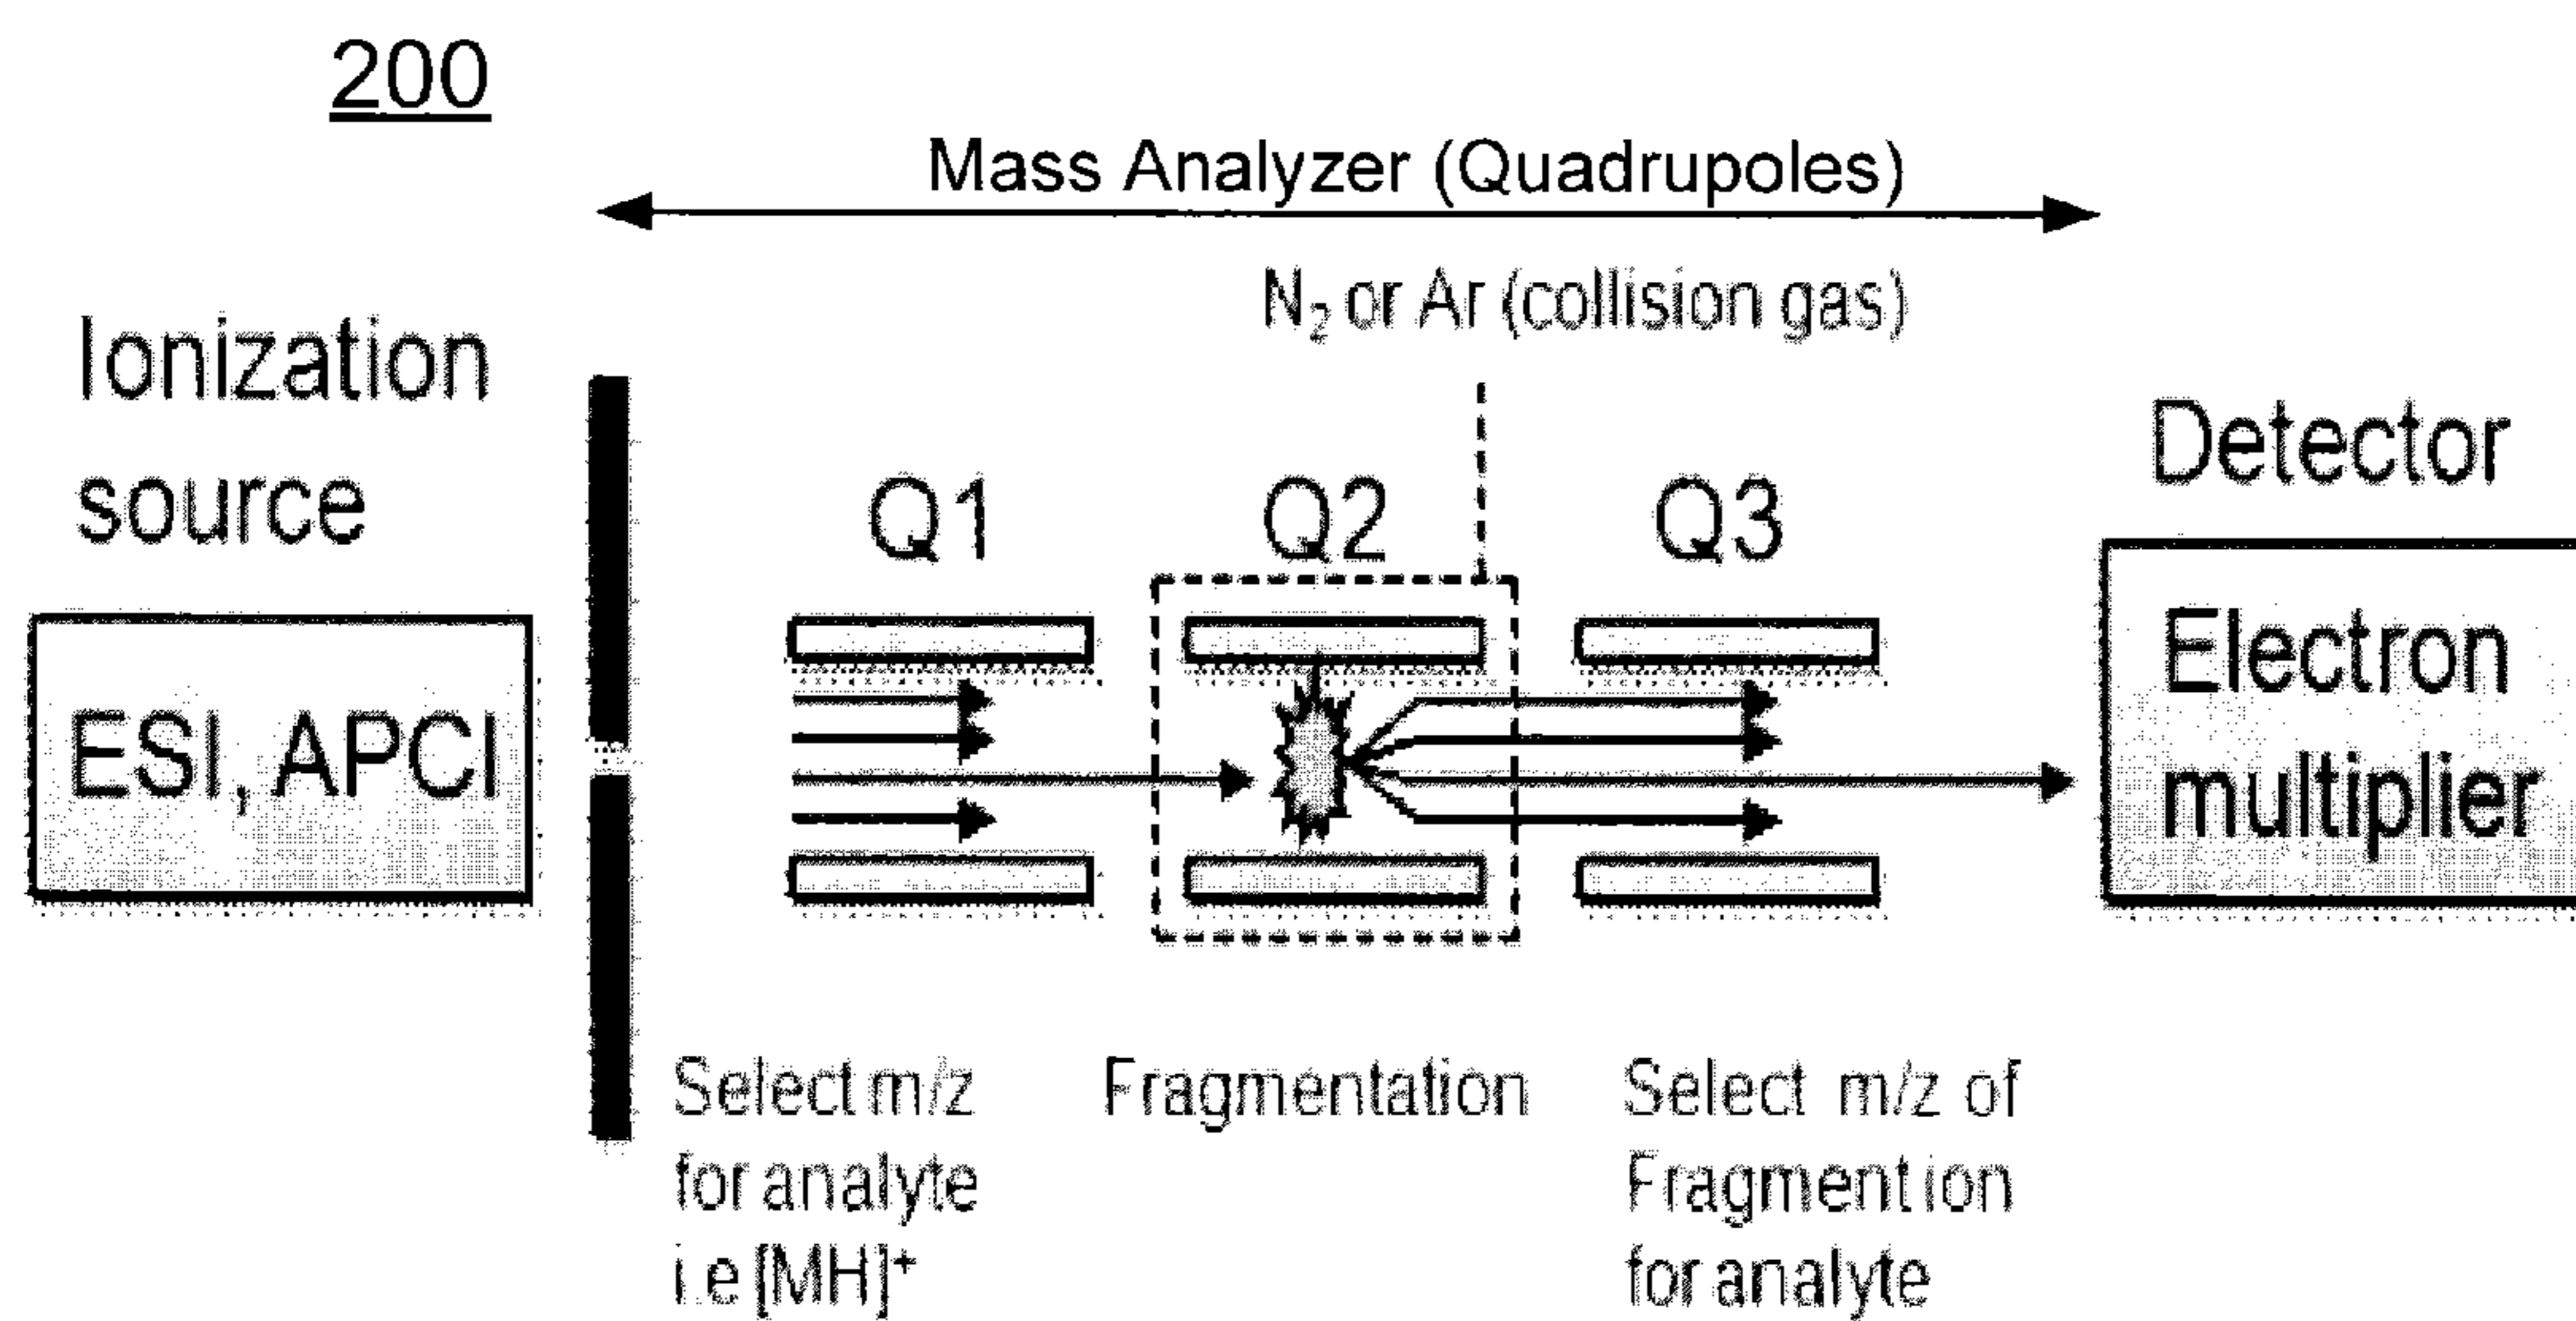 200
Mass Analyzer (Quadrupoles)
N₂ or Ar (collision gas)
Ionization
source
Q1
Q2
Q3
Detector
ESI, APCI
Electron
multiplier
Select m/z
for analyte
i.e [MH]⁺
Fragmentation
Select m/z of
Fragment ion
for analyte